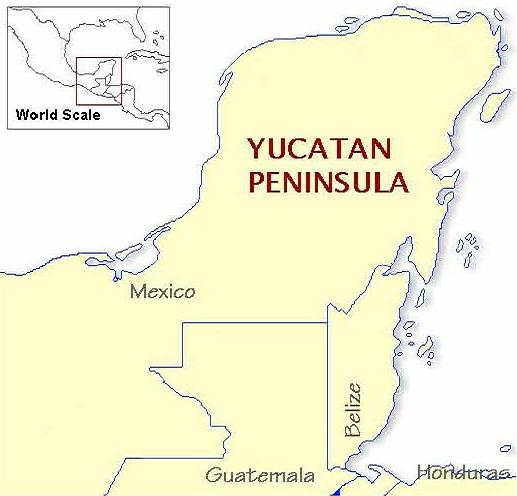 World Scale
YUCATAN
PENINSULA
Mexico
Belize
Guatemala
Honduras